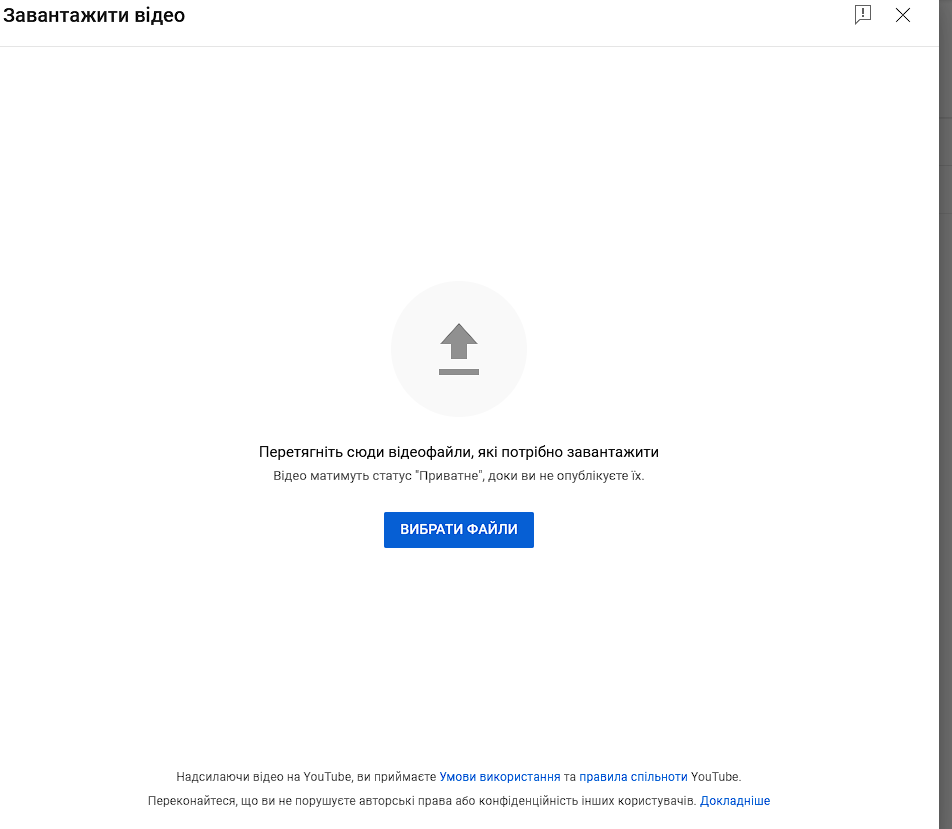 Завантажити відео
Перетягніть сюди відеофайли, які потрібно завантажити
Відео матимуть статус "Приватне", доки ви не опублікуєте їх.
ВИБРАТИ ФАЙЛИ
Надсилаючи відео на YouTube, ви приймаєте Умови використання та правила спільноти YouTube.
Переконайтеся, що ви не порушуєте авторські права або конфіденційність інших користувачів. Докладніше